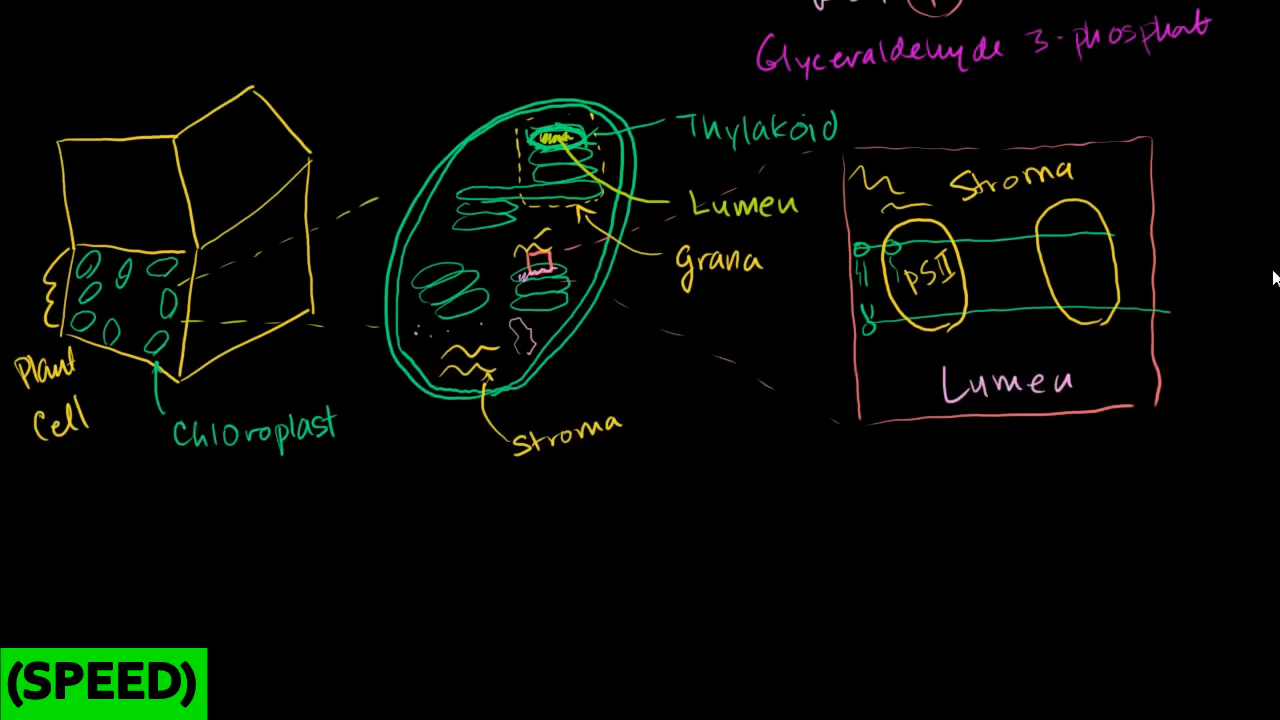 Glyceraldehyde 3-phosphat
Thylakoid
Lumen
grana
Stroma
PSII
Lumen
Plant
Cell
Chloroplast
Stroma
(SPEED)